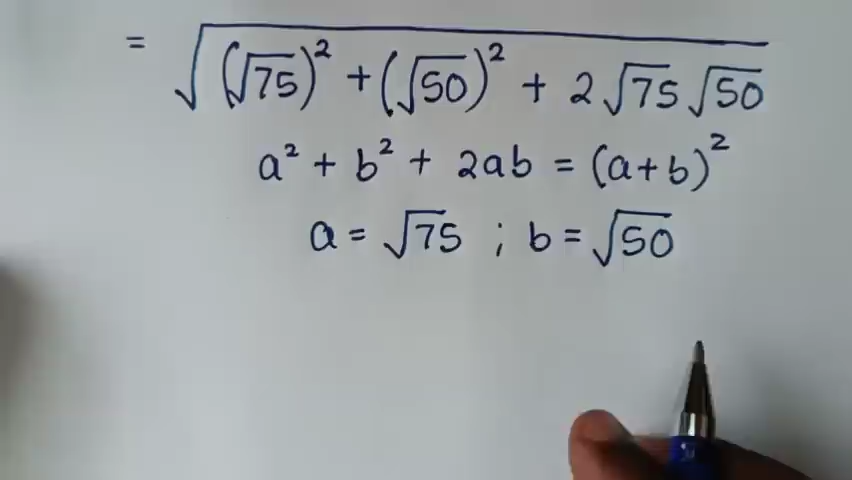 = √((√75)² + (√50)² + 2√75√50)
a² + b² + 2ab = (a+b)²
a = √75 ; b = √50